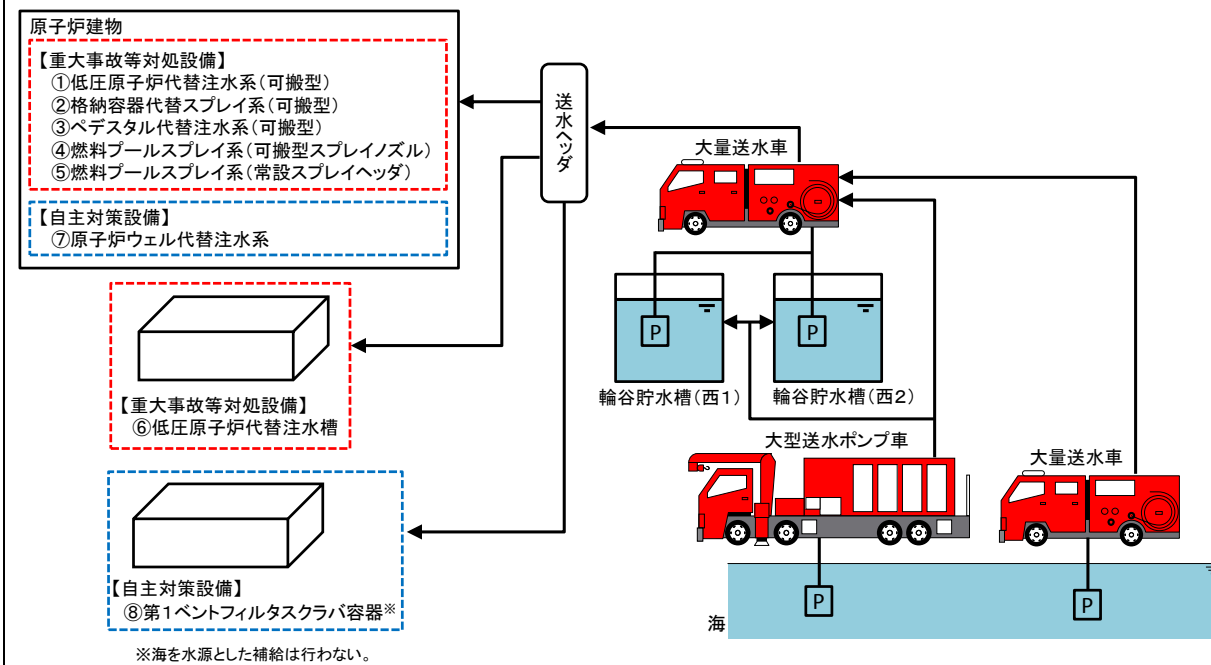 原子炉建物
【重大事故等対処設備】
①低圧原子炉代替注水系(可搬型)
②格納容器代替スプレイ系(可搬型)
③ペデスタル代替注水系(可搬型)
④燃料プールスプレイ系(可搬型スプレイノズル)
⑤燃料プールスプレイ系(常設スプレイヘッダ)
【自主対策設備】
⑦原子炉ウェル代替注水系
送水ヘッダ
大量送水車
P
P
輪谷貯水槽(西1)
輪谷貯水槽(西2)
【重大事故等対処設備】
⑥低圧原子炉代替注水槽
大型送水ポンプ車
大量送水車
【自主対策設備】
⑧第1ベントフィルタスクラバ容器※
P
P
海
※海を水源とした補給は行わない。